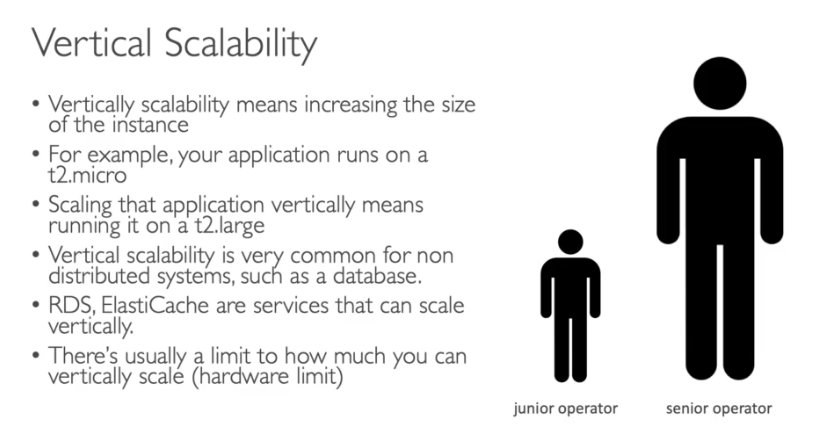 Vertical Scalability
• Vertically scalability means increasing the size
of the instance
• For example, your application runs on a
t2.micro
• Scaling that application vertically means
running it on a t2.large
• Vertical scalability is very common for non
distributed systems, such as a database.
• RDS, ElastiCache are services that can scale
vertically.
• There's usually a limit to how much you can
vertically scale (hardware limit)
junior operator
senior operator